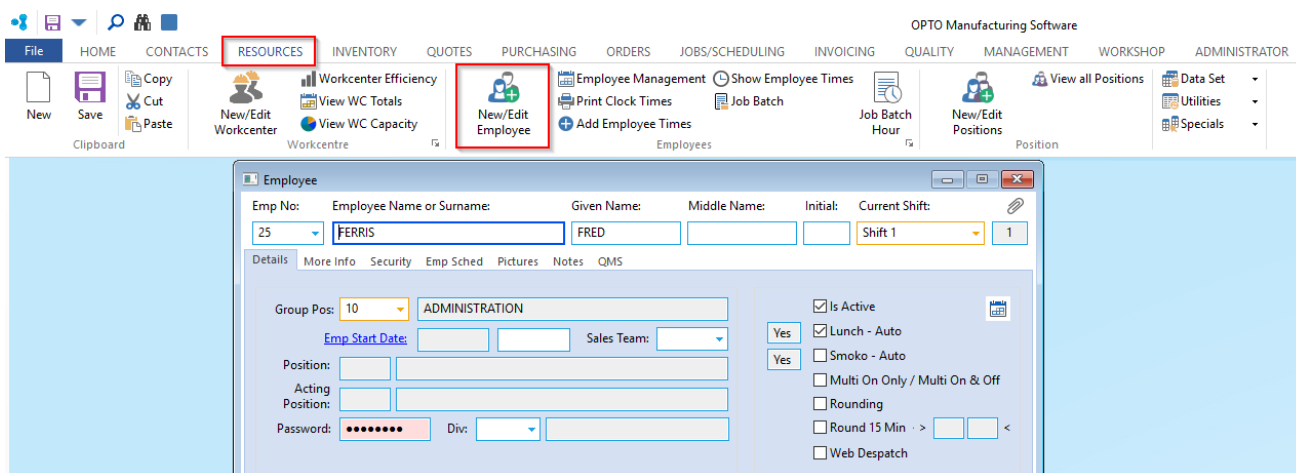 OPTO Manufacturing Software
File HOME CONTACTS RESOURCES INVENTORY QUOTES PURCHASING ORDERS JOBS/SCHEDULING INVOICING QUALITY MANAGEMENT WORKSHOP ADMINISTRATOR
New
Save
Copy
Cut
Paste
Clipboard
New/Edit
Workcenter
Workcenter Efficiency
View WC Totals
View WC Capacity
Workcentre
New/Edit
Employee
Employee Management
Print Clock Times
Add Employee Times
Show Employee Times
Job Batch
Job Batch
Hour
Employees
New/Edit
Positions
View all Positions
Position
Data Set
Utilities
Specials
Employee
Emp No: Employee Name or Surname: Given Name: Middle Name: Initial: Current Shift:
25 FERRIS FRED Shift 1 1
Details More Info Security Emp Sched Pictures Notes QMS
Group Pos: 10 ADMINISTRATION
Emp Start Date: Sales Team:
Position:
Acting
Position:
Password: ●●●●●●●● Div:
Is Active
Yes Lunch - Auto
Yes Smoko - Auto
Multi On Only / Multi On & Off
Rounding
Round 15 Min · > <
Web Despatch